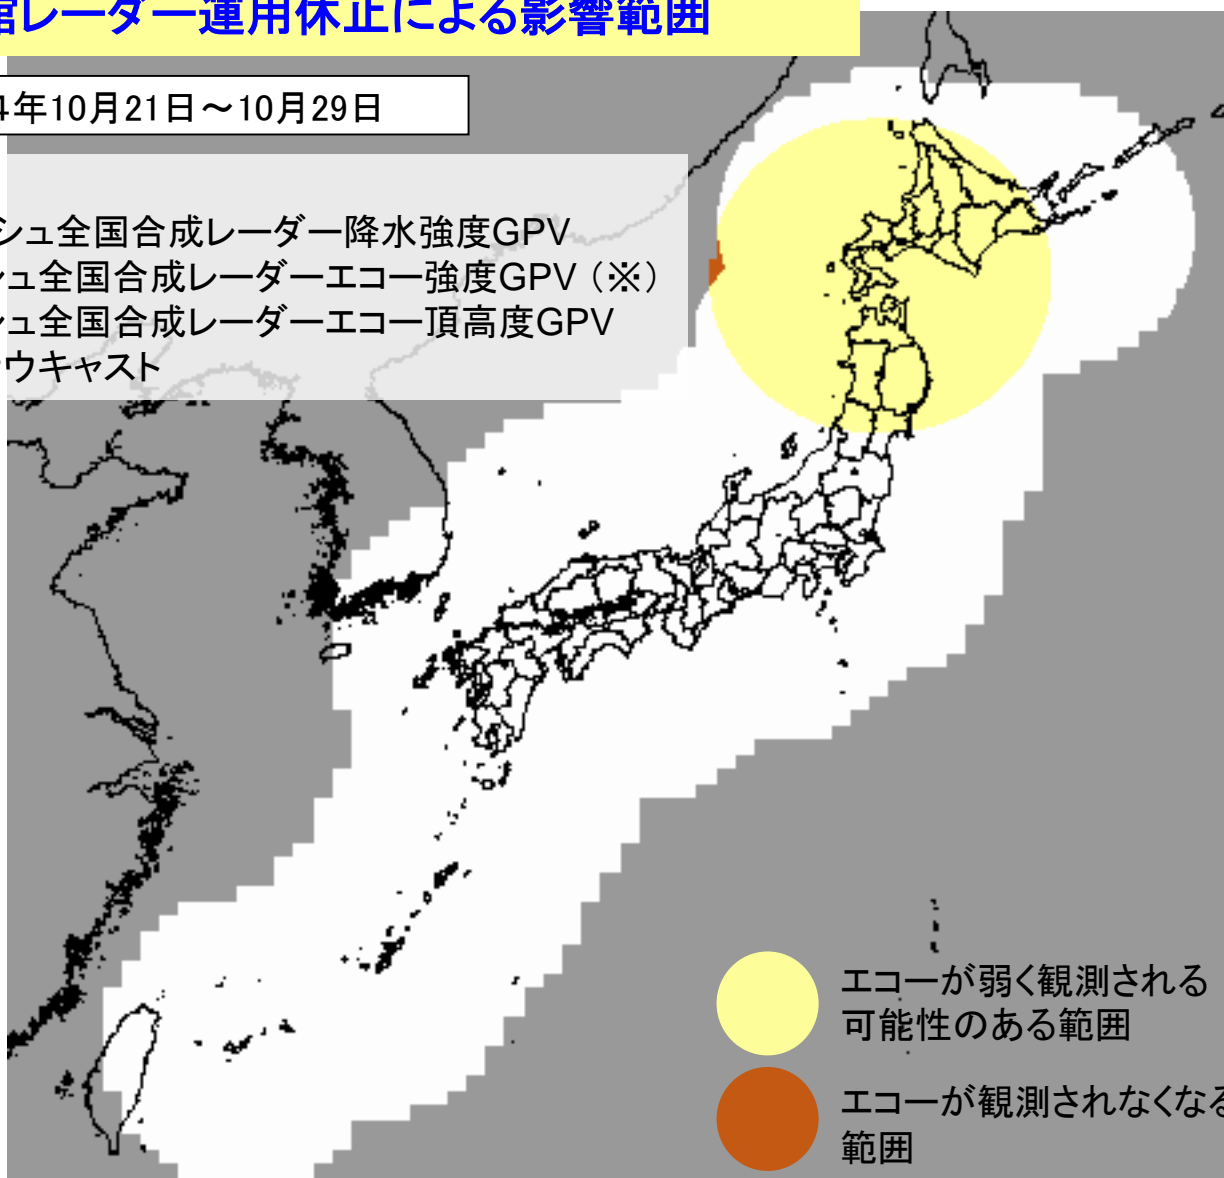 館レーダー運用休止による影響範囲
4年10月21日～10月29日
シュ全国合成レーダー降水強度GPV
シュ全国合成レーダーエコー強度GPV（※）
シュ全国合成レーダーエコー頂高度GPV
ナウキャスト
エコーが弱く観測される
可能性のある範囲
エコーが観測されなくなる
範囲